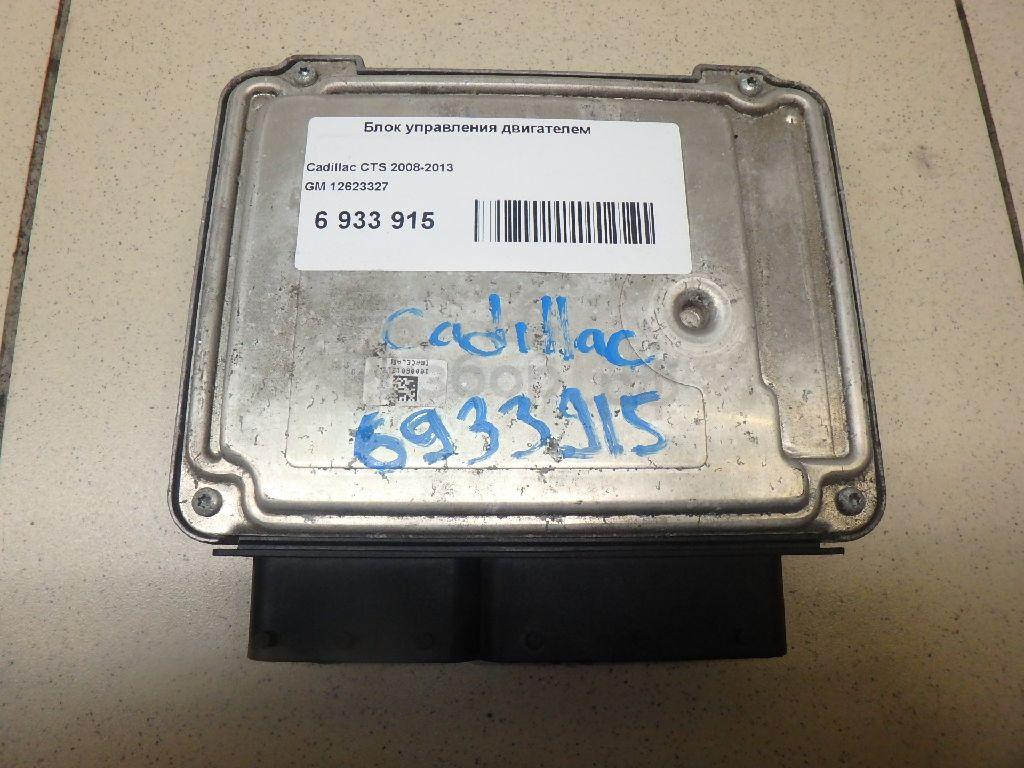 Блок управления двигателем
Cadillac CTS 2008-2013
GM 12623327
6 933 915
Cadillac
6933915